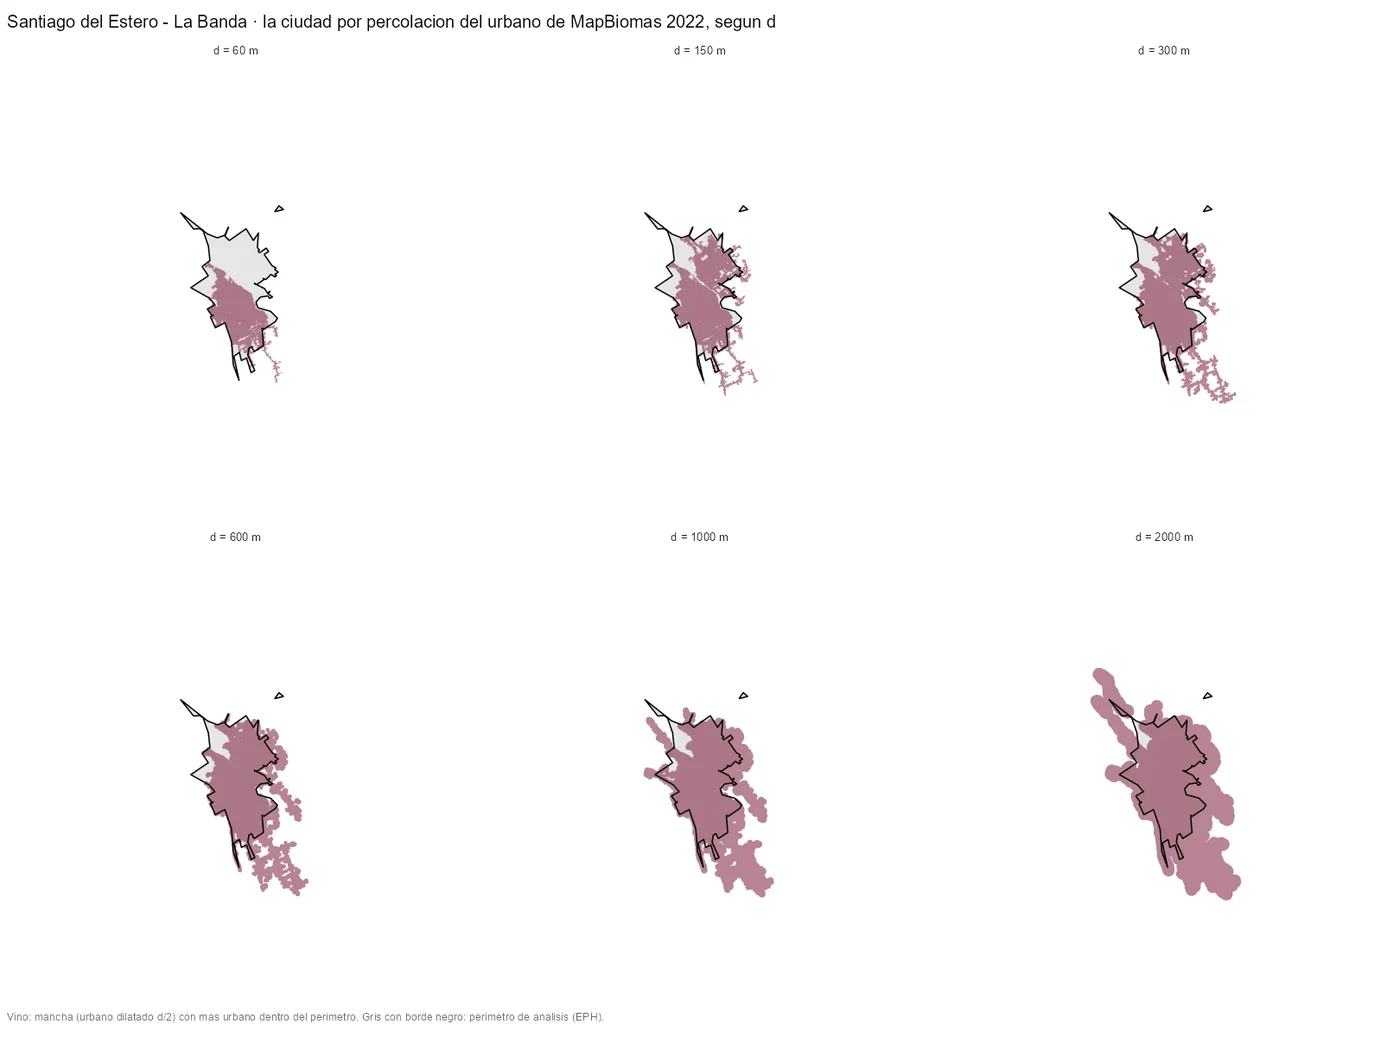 Santiago del Estero - La Banda · la ciudad por percolacion del urbano de MapBiomas 2022, segun d
d = 60 m
d = 150 m
d = 300 m
d = 600 m
d = 1000 m
d = 2000 m
Vino: mancha (urbano dilatado d/2) con mas urbano dentro del perimetro. Gris con borde negro: perimetro de analisis (EPH).